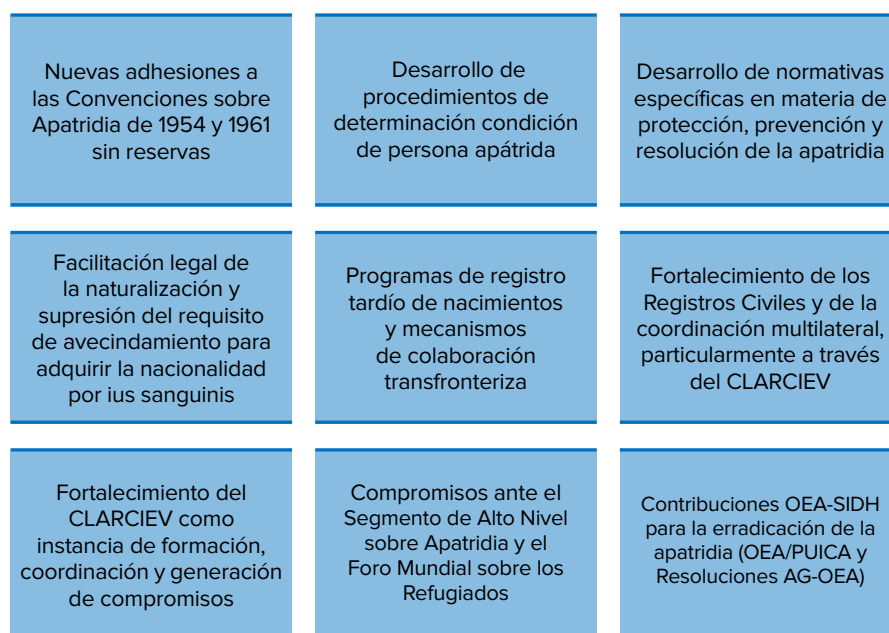 Nuevas adhesiones a
las Convenciones sobre
Apatridia de 1954 y 1961
sin reservas
Desarrollo de
procedimientos de
determinación condición
de persona apátrida
Desarrollo de normativas
específicas en materia de
protección, prevención y
resolución de la apatridia
Facilitación legal de
la naturalización y
supresión del requisito
de avecindamiento para
adquirir la nacionalidad
por ius sanguinis
Programas de registro
tardío de nacimientos
y mecanismos
de colaboración
transfronteriza
Fortalecimiento de los
Registros Civiles y de la
coordinación multilateral,
particularmente a través
del CLARCIEV
Fortalecimiento del
CLARCIEV como
instancia de formación,
coordinación y generación
de compromisos
Compromisos ante el
Segmento de Alto Nivel
sobre Apatridia y el
Foro Mundial sobre los
Refugiados
Contribuciones OEA-SIDH
para la erradicación de la
apatridia (OEA/PUICA y
Resoluciones AG-OEA)